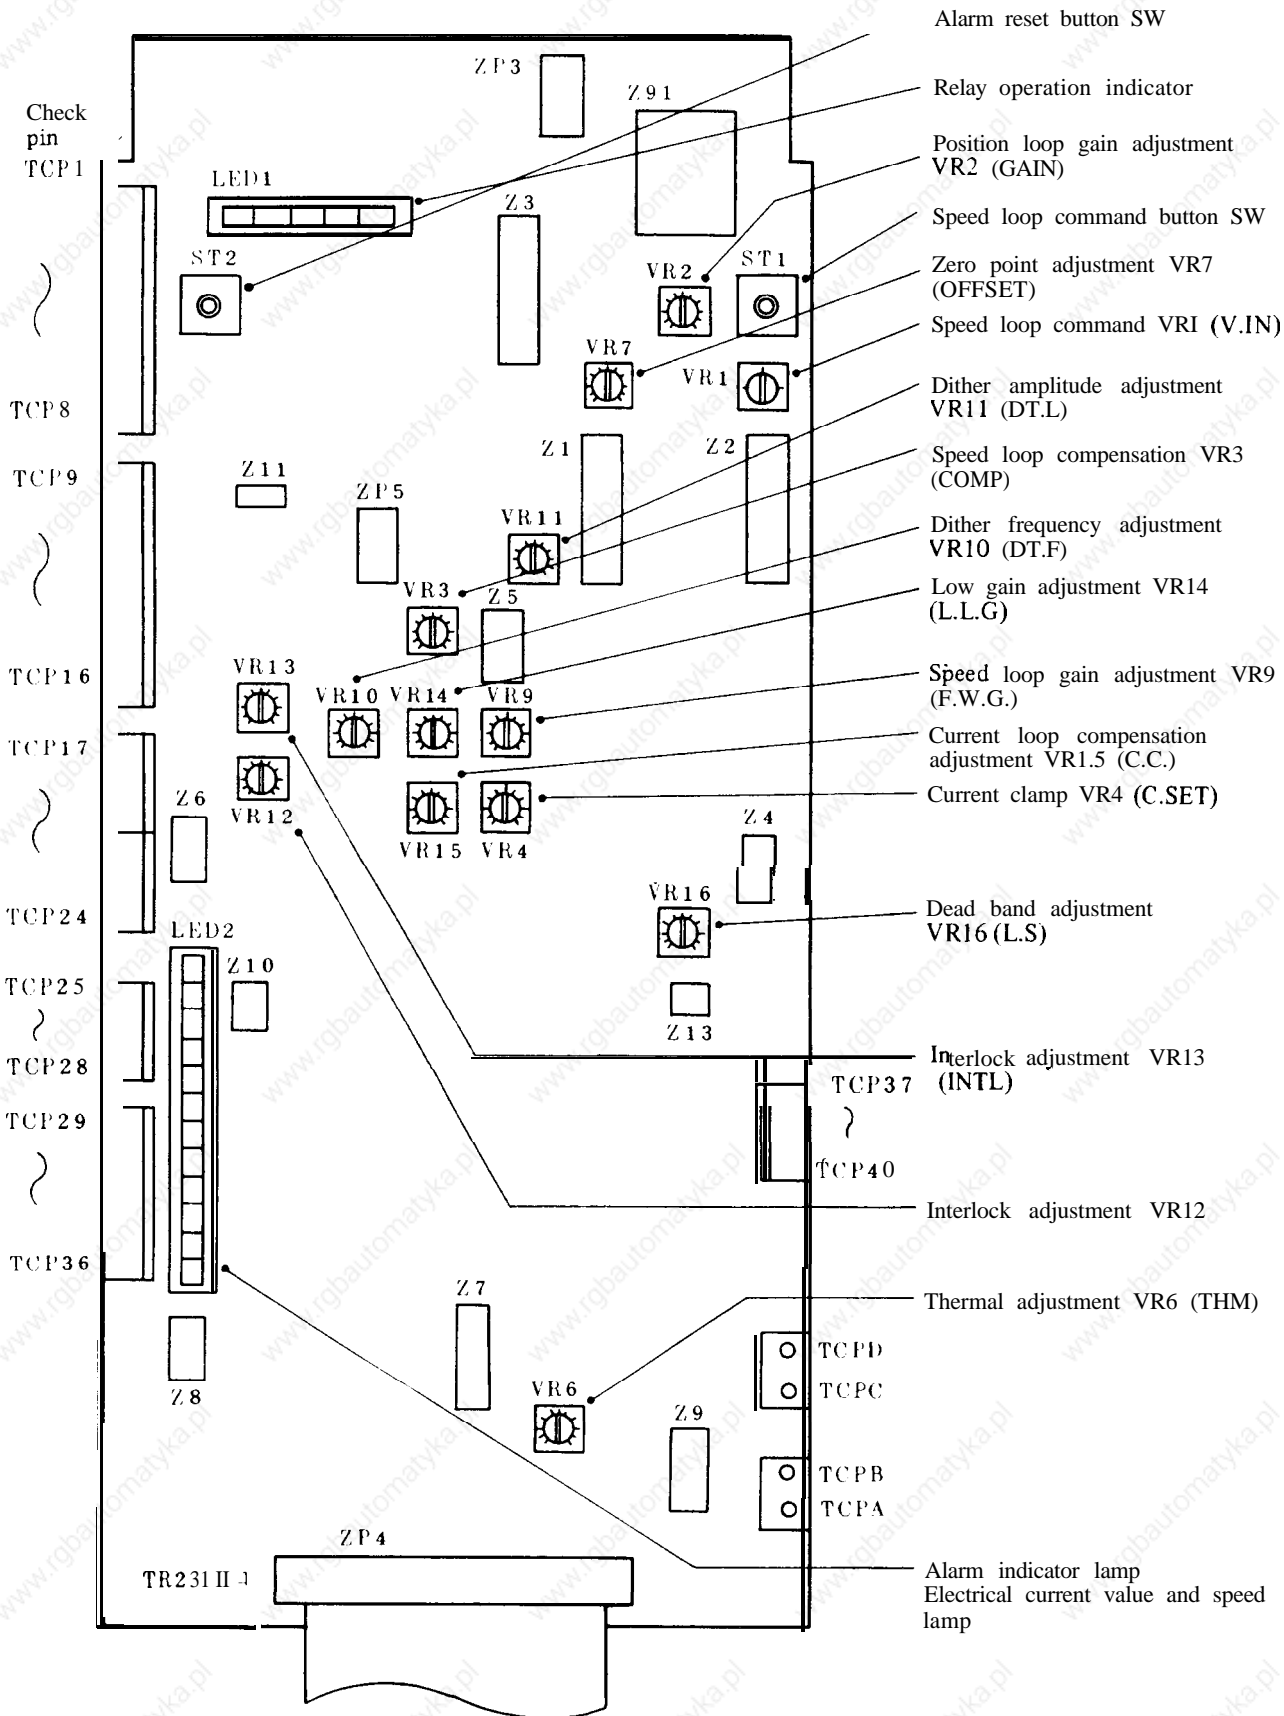 Alarm reset button SW
ZP3
Z91
Relay operation indicator
Check
pin
TCP1
Position loop gain adjustment
VR2 (GAIN)
LED1
Z3
Speed loop command button SW
ST2
VR2
ST1
Zero point adjustment VR7
(OFFSET)
Speed loop command VRI (V.IN)
VR7
VR1
Dither amplitude adjustment
VR11 (DT.L)
TCP8
Z1
Z2
Speed loop compensation VR3
(COMP)
TCP9
Z11
ZP5
VR11
Dither frequency adjustment
VR10 (DT.F)
VR3
Z5
Low gain adjustment VR14
(L.L.G)
TCP16
VR13
VR10
VR14
VR9
Speed loop gain adjustment VR9
(F.W.G.)
TCP17
Current loop compensation
adjustment VR1.5 (C.C.)
Z6
VR12
Current clamp VR4 (C.SET)
VR15
VR4
Z4
VR16
TCP24
LED2
Dead band adjustment
VR16 (L.S)
TCP25
Z10
Z13
TCP28
Interlock adjustment VR13
(INTL)
TCP37
TCP29
TCP40
Interlock adjustment VR12
TCP36
Z7
Thermal adjustment VR6 (THM)
TCPD
TCPC
Z8
VR6
Z9
TCPB
TCPA
ZP4
TR231II-1
Alarm indicator lamp
Electrical current value and speed
lamp
www.rgbautomatyka.pl